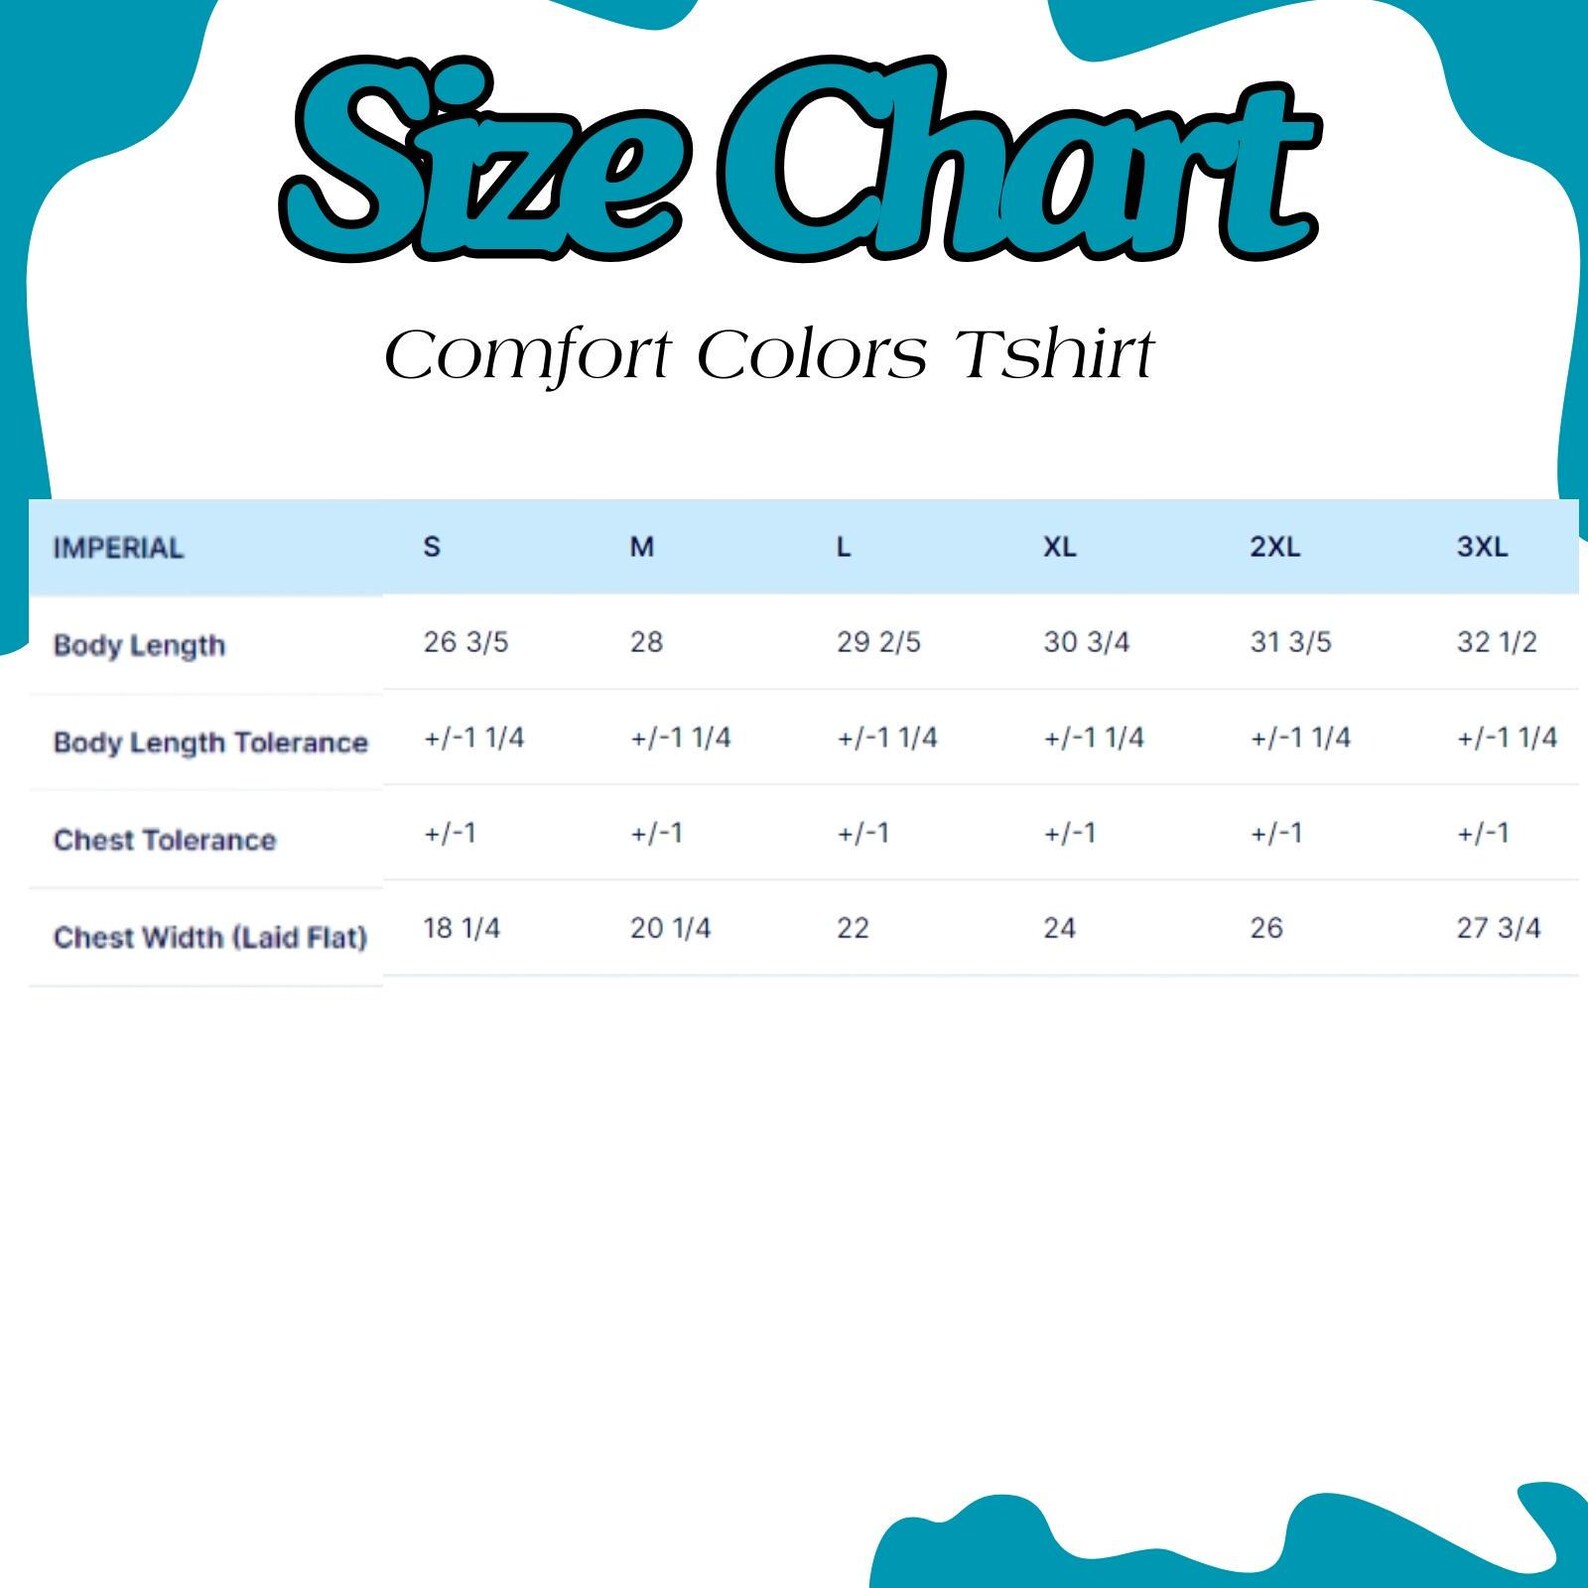 Size Chart
Comfort Colors Tshirt
IMPERIAL S M L XL 2XL 3XL
Body Length 26 3/5 28 29 2/5 30 3/4 31 3/5 32 1/2
Body Length Tolerance +/-1 1/4 +/-1 1/4 +/-1 1/4 +/-1 1/4 +/-1 1/4 +/-1 1/4
Chest Tolerance +/-1 +/-1 +/-1 +/-1 +/-1 +/-1
Chest Width (Laid Flat) 18 1/4 20 1/4 22 24 26 27 3/4